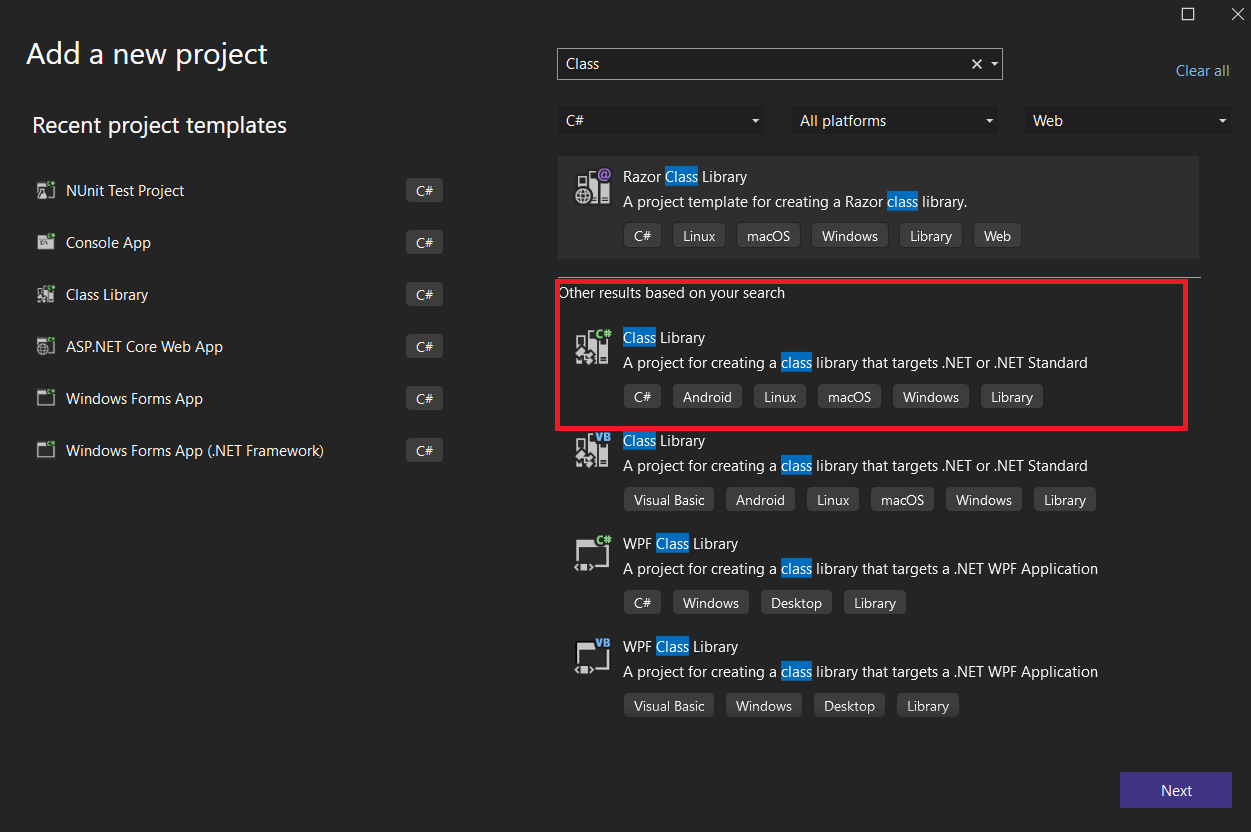 Add a new project
Recent project templates
NUnit Test Project C#
Console App C#
Class Library C#
ASP.NET Core Web App C#
Windows Forms App C#
Windows Forms App (.NET Framework) C#
Class
Clear all
C# All platforms Web
Razor Class Library
A project template for creating a Razor class library.
C# Linux macOS Windows Library Web
Other results based on your search
Class Library
A project for creating a class library that targets .NET or .NET Standard
C# Android Linux macOS Windows Library
Class Library
A project for creating a class library that targets .NET or .NET Standard
Visual Basic Android Linux macOS Windows Library
WPF Class Library
A project for creating a class library that targets a .NET WPF Application
C# Windows Desktop Library
WPF Class Library
A project for creating a class library that targets a .NET WPF Application
Visual Basic Windows Desktop Library
Next